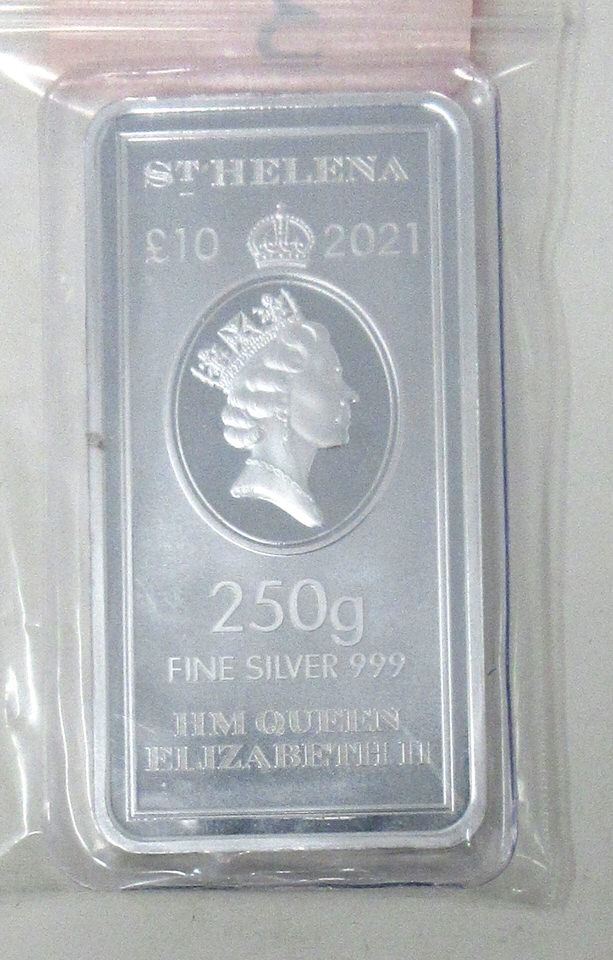 ST HELENA
£10 2021
250g
FINE SILVER 999
HM QUEEN
ELIZABETH II